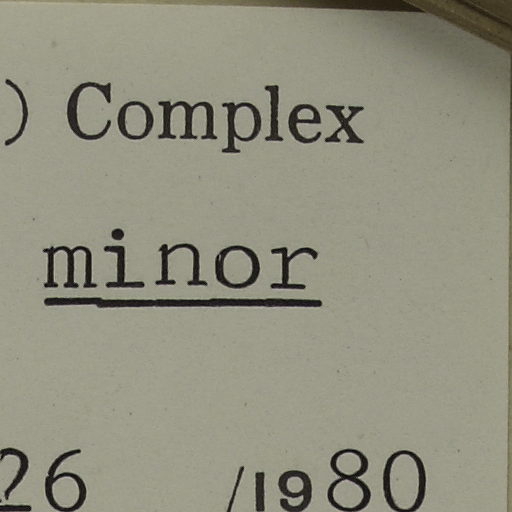 ) Complex
minor
26 /1980